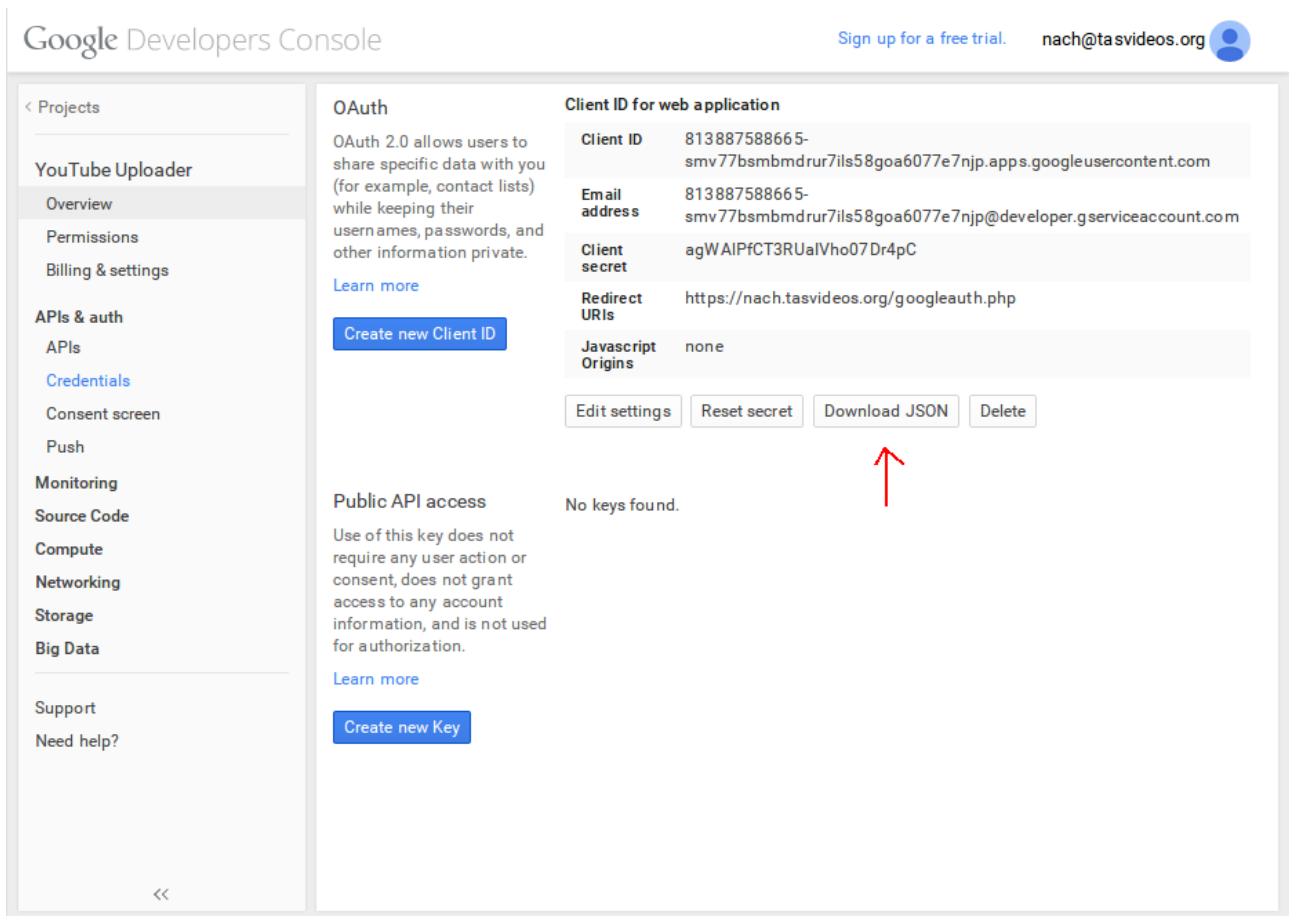 Google Developers Console
Sign up for a free trial.
nach@tasvideos.org
< Projects
YouTube Uploader
Overview
Permissions
Billing & settings
APIs & auth
APIs
Credentials
Consent screen
Push
Monitoring
Source Code
Compute
Networking
Storage
Big Data
Support
Need help?
<<
OAuth
OAuth 2.0 allows users to
share specific data with you
(for example, contact lists)
while keeping their
usernames, passwords, and
other information private.
Learn more
Create new Client ID
Client ID for web application
Client ID
813887588665-
smv77bsmbmdrur7ils58goa6077e7njp.apps.googleusercontent.com
Email
address
813887588665-
smv77bsmbmdrur7ils58goa6077e7njp@developer.gserviceaccount.com
Client
secret
agWAlPfCT3RUalVho07Dr4pC
Redirect
URIs
https://nach.tasvideos.org/googleauth.php
Javascript
Origins
none
Edit settings
Reset secret
Download JSON
Delete
Public API access
Use of this key does not
require any user action or
consent, does not grant
access to any account
information, and is not used
for authorization.
Learn more
Create new Key
No keys found.